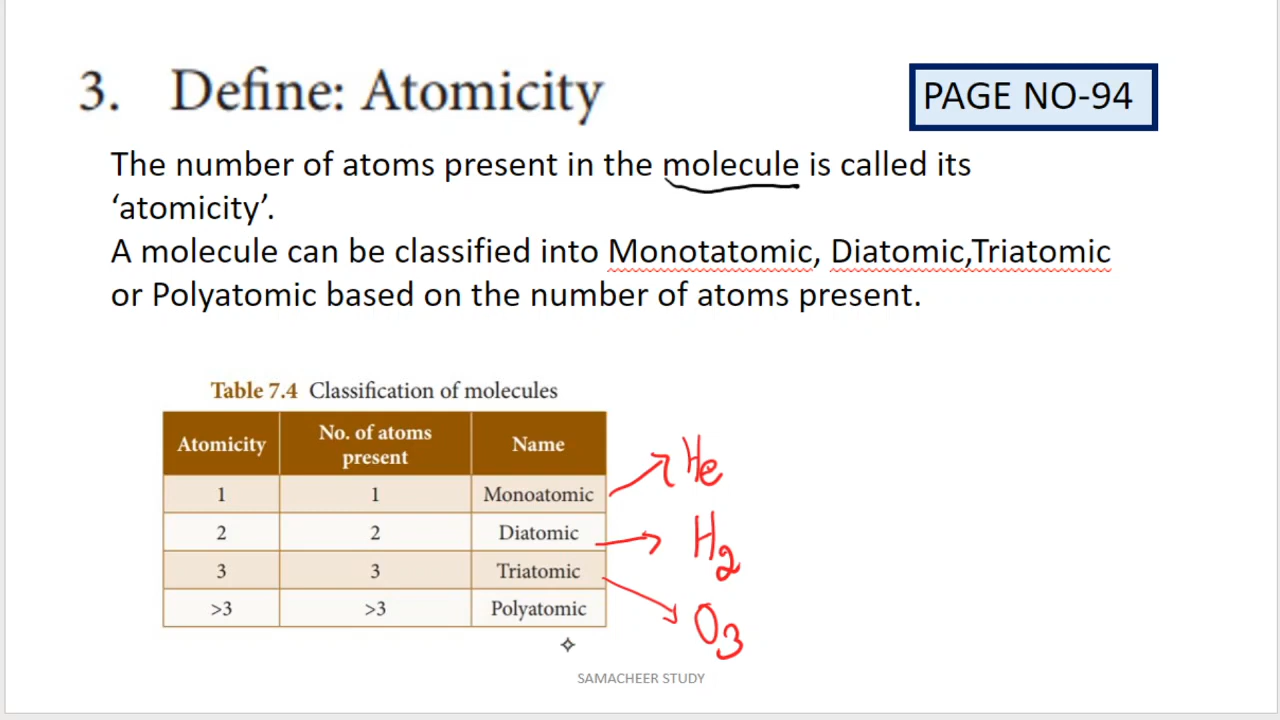 3. Define: Atomicity
PAGE NO-94
The number of atoms present in the molecule is called its
‘atomicity’.
A molecule can be classified into Monotatomic, Diatomic,Triatomic
or Polyatomic based on the number of atoms present.
Table 7.4 Classification of molecules
Atomicity No. of atoms present Name
1 1 Monoatomic He
2 2 Diatomic H2
3 3 Triatomic O3
>3 >3 Polyatomic
SAMACHEER STUDY